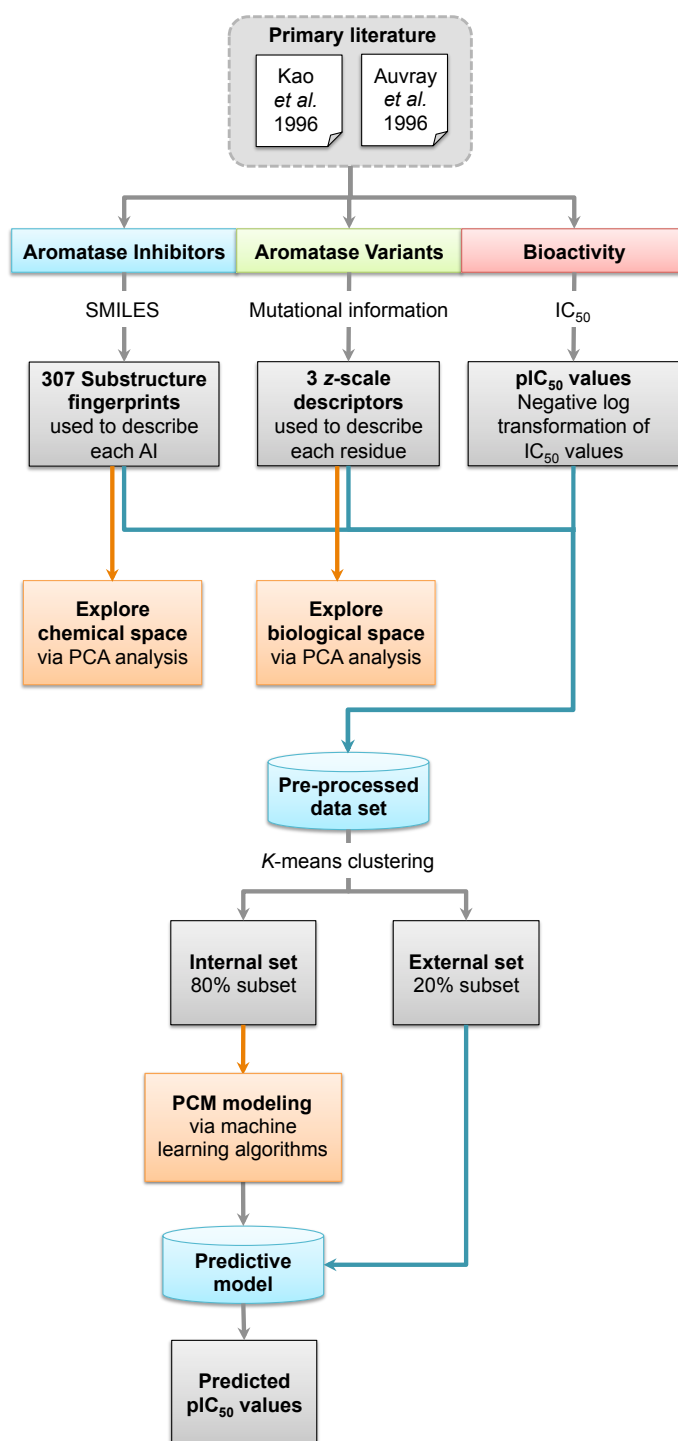 Primary literature
Kao
et al.
1996
Auvray
et al.
1996
Aromatase Inhibitors
Aromatase Variants
Bioactivity
SMILES
Mutational information
IC50
307 Substructure
fingerprints
used to describe
each AI
3 z-scale
descriptors
used to describe
each residue
pIC50 values
Negative log
transformation of
IC50 values
Explore
chemical space
via PCA analysis
Explore
biological space
via PCA analysis
Pre-processed
data set
K-means clustering
Internal set
80% subset
External set
20% subset
PCM modeling
via machine
learning algorithms
Predictive
model
Predicted
pIC50 values